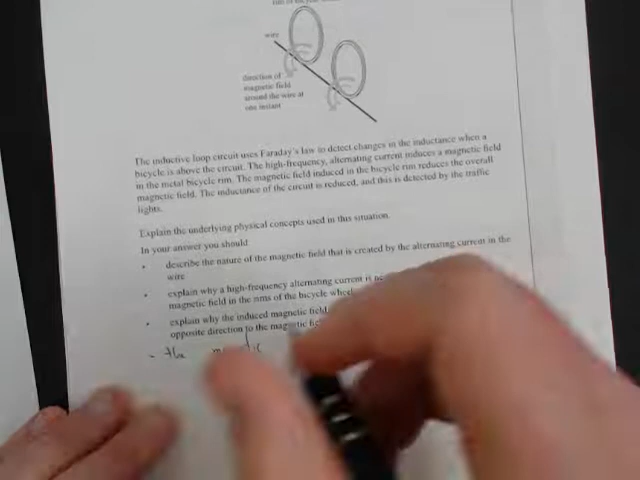 wire
direction of
magnetic field
around the wire at
one instant
The inductive loop circuit uses Faraday's law to detect changes in the inductance when a
bicycle is above the circuit. The high-frequency, alternating current induces a magnetic field
in the metal bicycle rim. The magnetic field induced in the bicycle rim reduces the overall
magnetic field. The inductance of the circuit is reduced, and this is detected by the traffic
lights.
Explain the underlying physical concepts used in this situation.
In your answer you should:
• describe the nature of the magnetic field that is created by the alternating current in the
wire
• explain why a high-frequency alternating current is
magnetic field in the rims of the bicycle
• explain why the induced magnetic field
opposite direction to the magnetic
- The